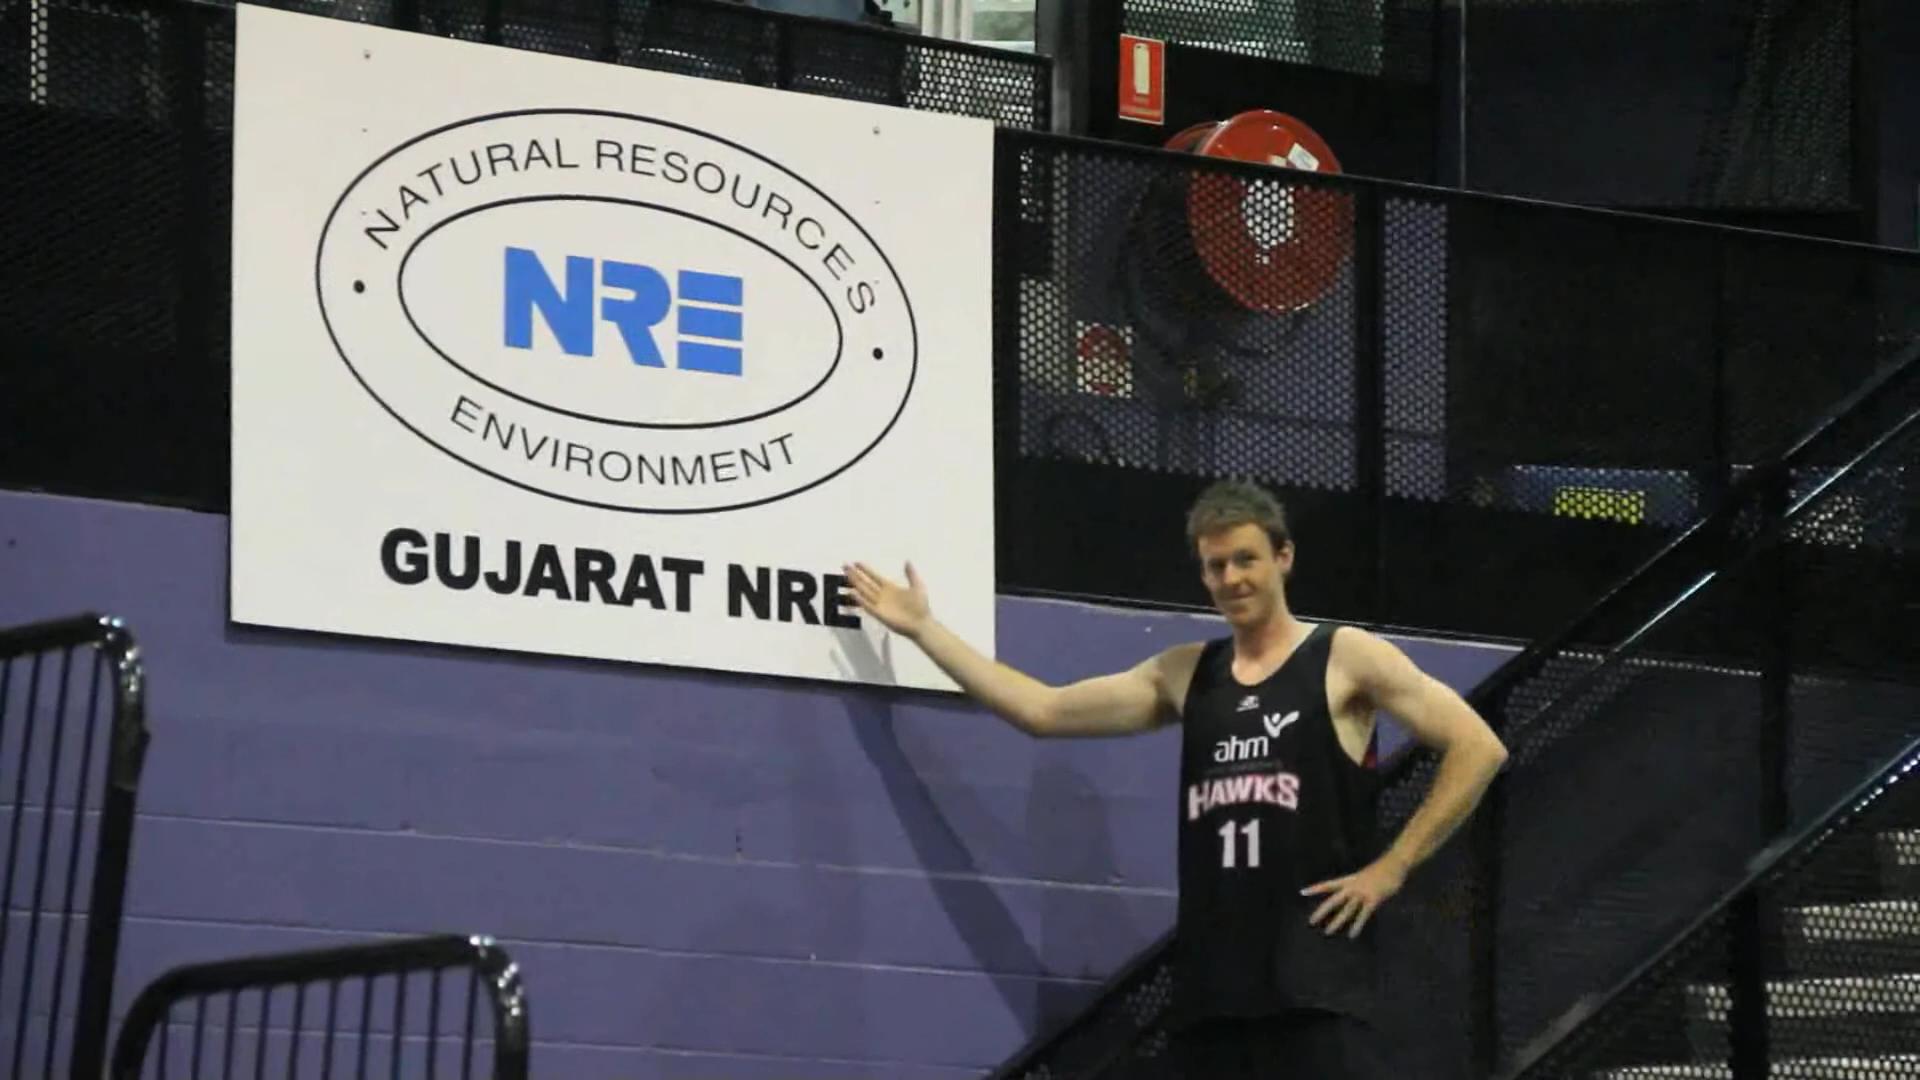 NATURAL RESOURCES
NRE
ENVIRONMENT
GUJARAT NRE
ahm
HAWKS
11